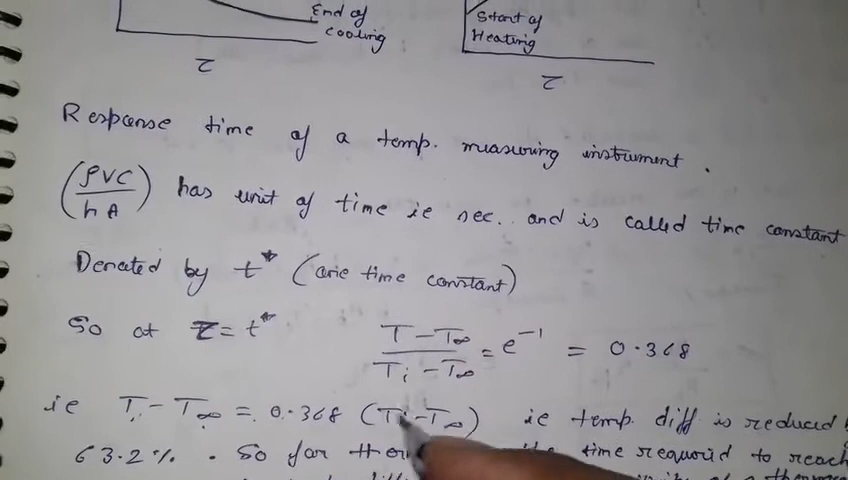 End of
cooling
Start of
Heating
τ
τ
Response time of a temp. measuring instrument.
(ρVC / hA) has unit of time ie sec.. and is called time constant
Denoted by t* (one time constant)
So at τ = t* (T - T∞) / (Ti - T∞) = e⁻¹ = 0.368
ie Ti - T∞ = 0.368 (Ti - T∞) ie temp. diff is reduced
63.2%. So for the time required to reach